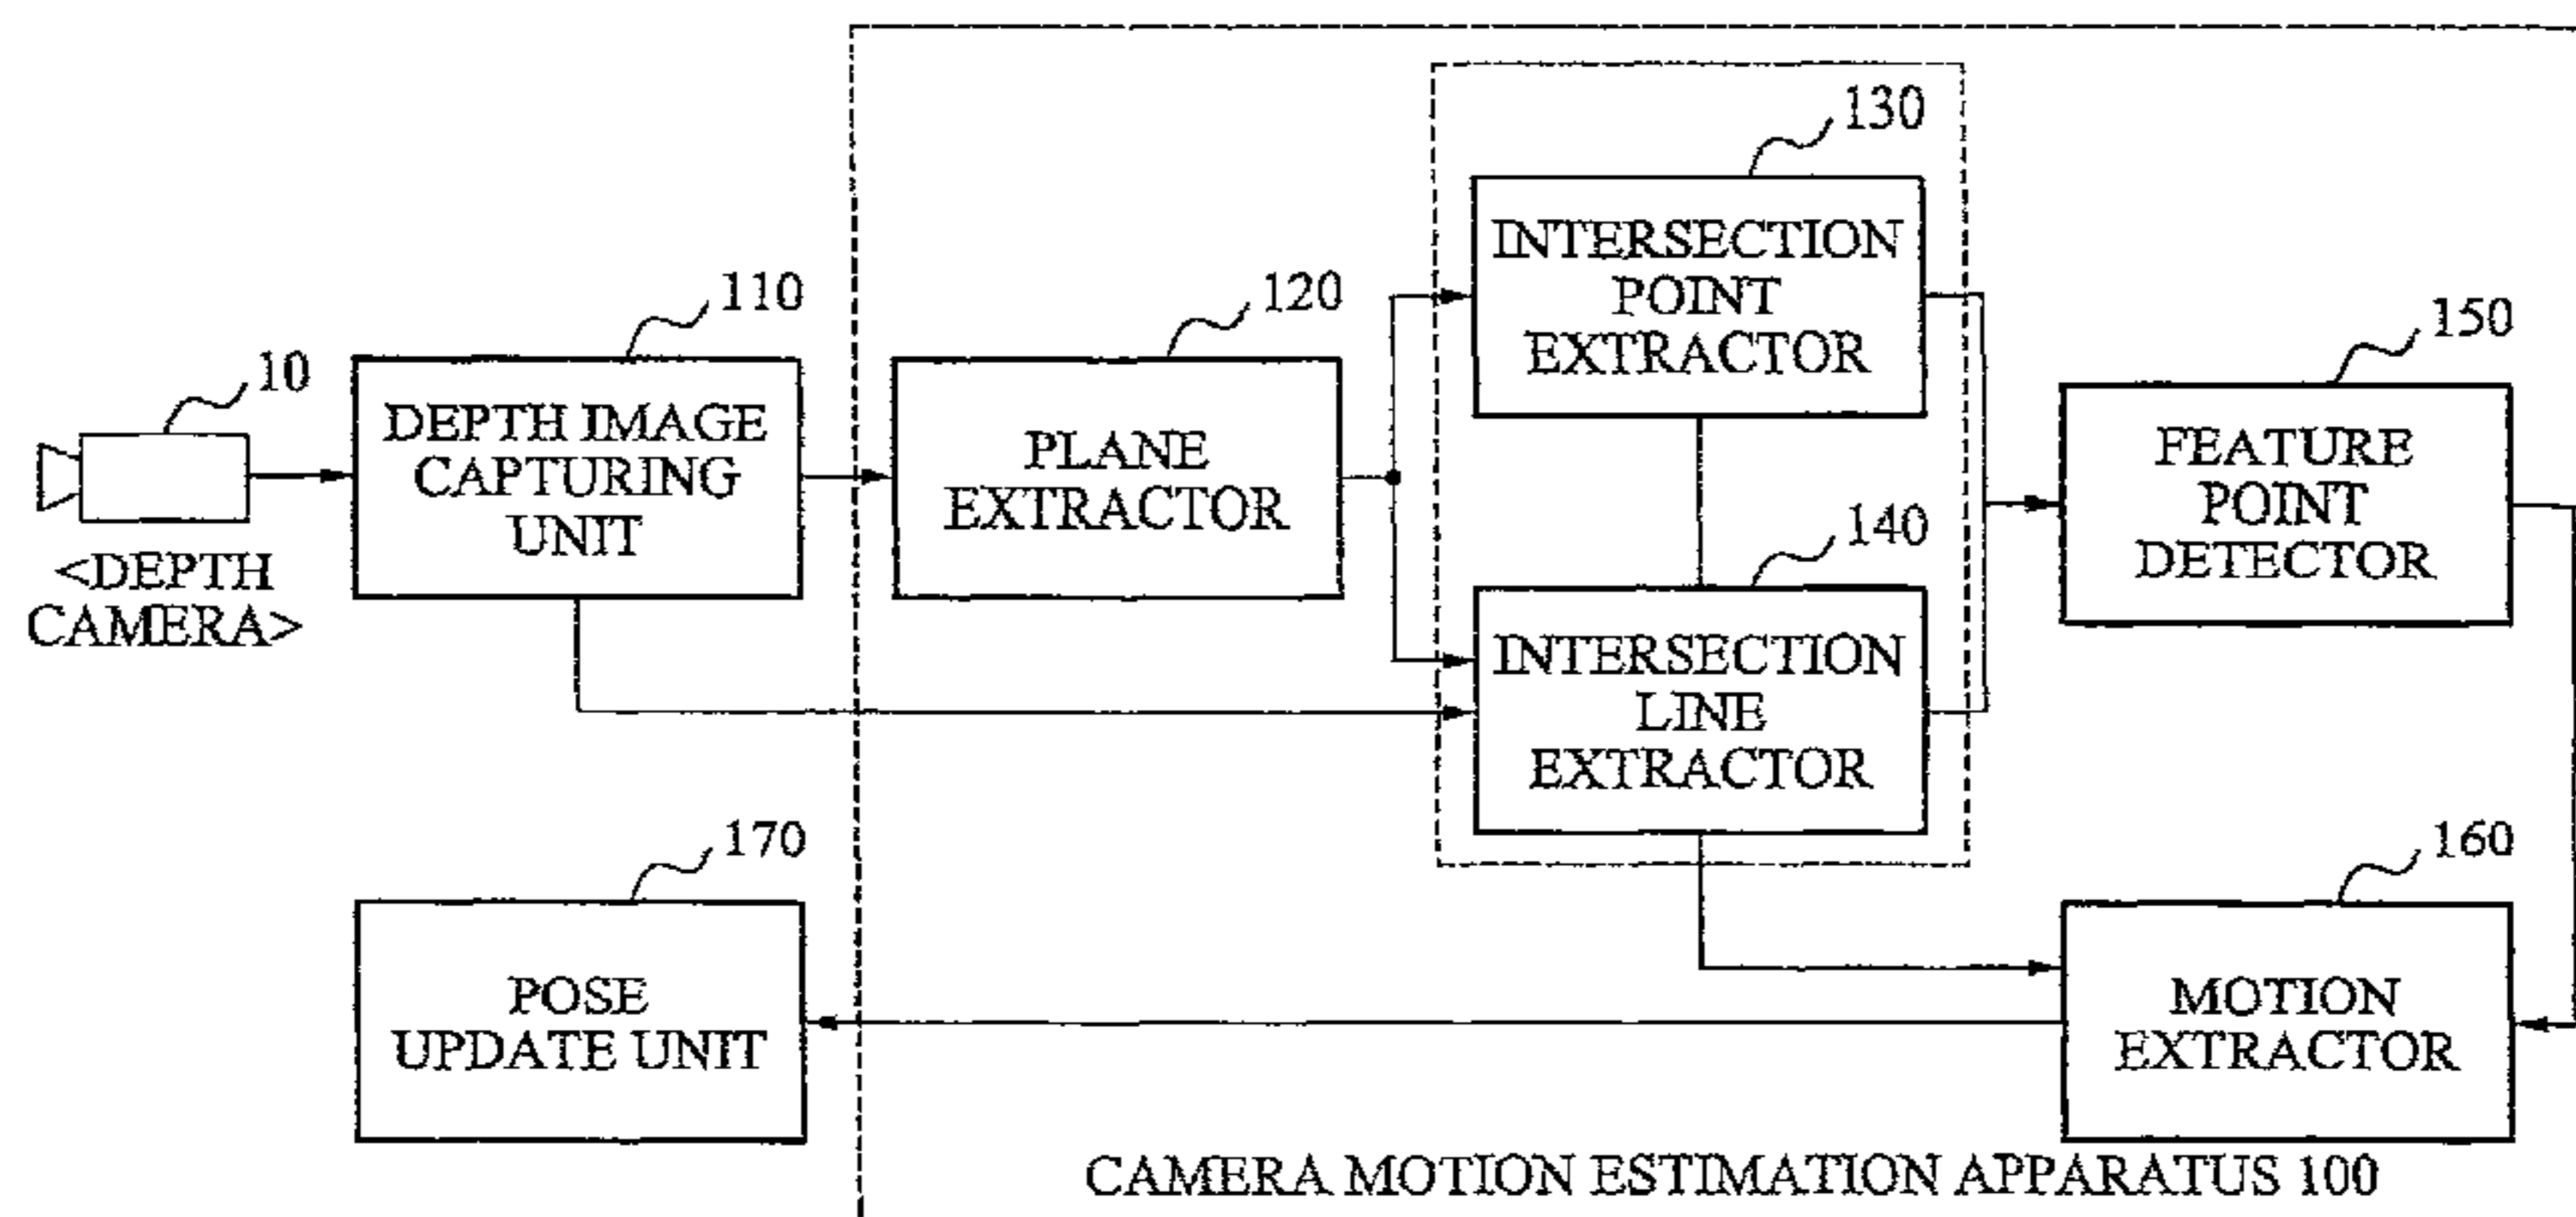 10
<DEPTH
CAMERA>
110
DEPTH IMAGE
CAPTURING
UNIT
120
PLANE
EXTRACTOR
130
INTERSECTION
POINT
EXTRACTOR
140
INTERSECTION
LINE
EXTRACTOR
150
FEATURE
POINT
DETECTOR
160
MOTION
EXTRACTOR
170
POSE
UPDATE UNIT
CAMERA MOTION ESTIMATION APPARATUS 100